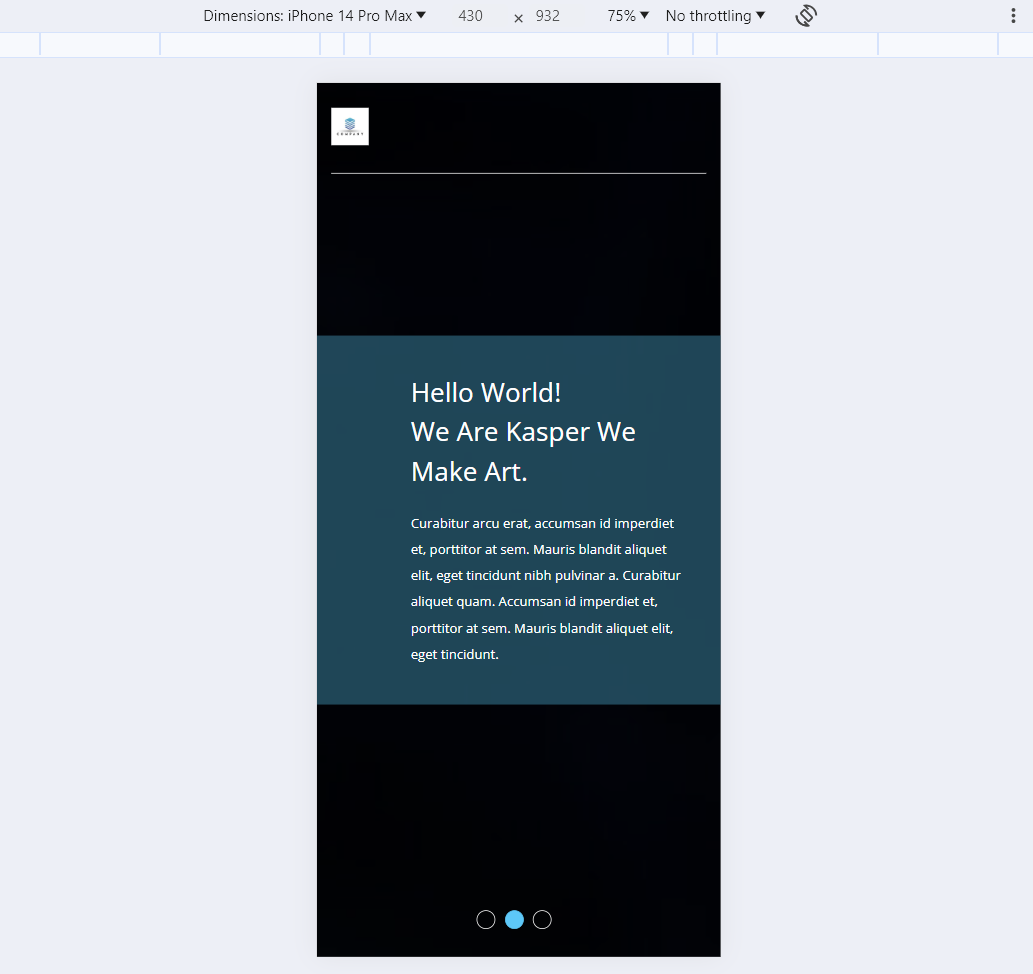 Dimensions: iPhone 14 Pro Max 430 × 932 75% No throttling
COMPANY
Hello World!
We Are Kasper We
Make Art.
Curabitur arcu erat, accumsan id imperdiet
et, porttitor at sem. Mauris blandit aliquet
elit, eget tincidunt nibh pulvinar a. Curabitur
aliquet quam. Accumsan id imperdiet et,
porttitor at sem. Mauris blandit aliquet elit,
eget tincidunt.